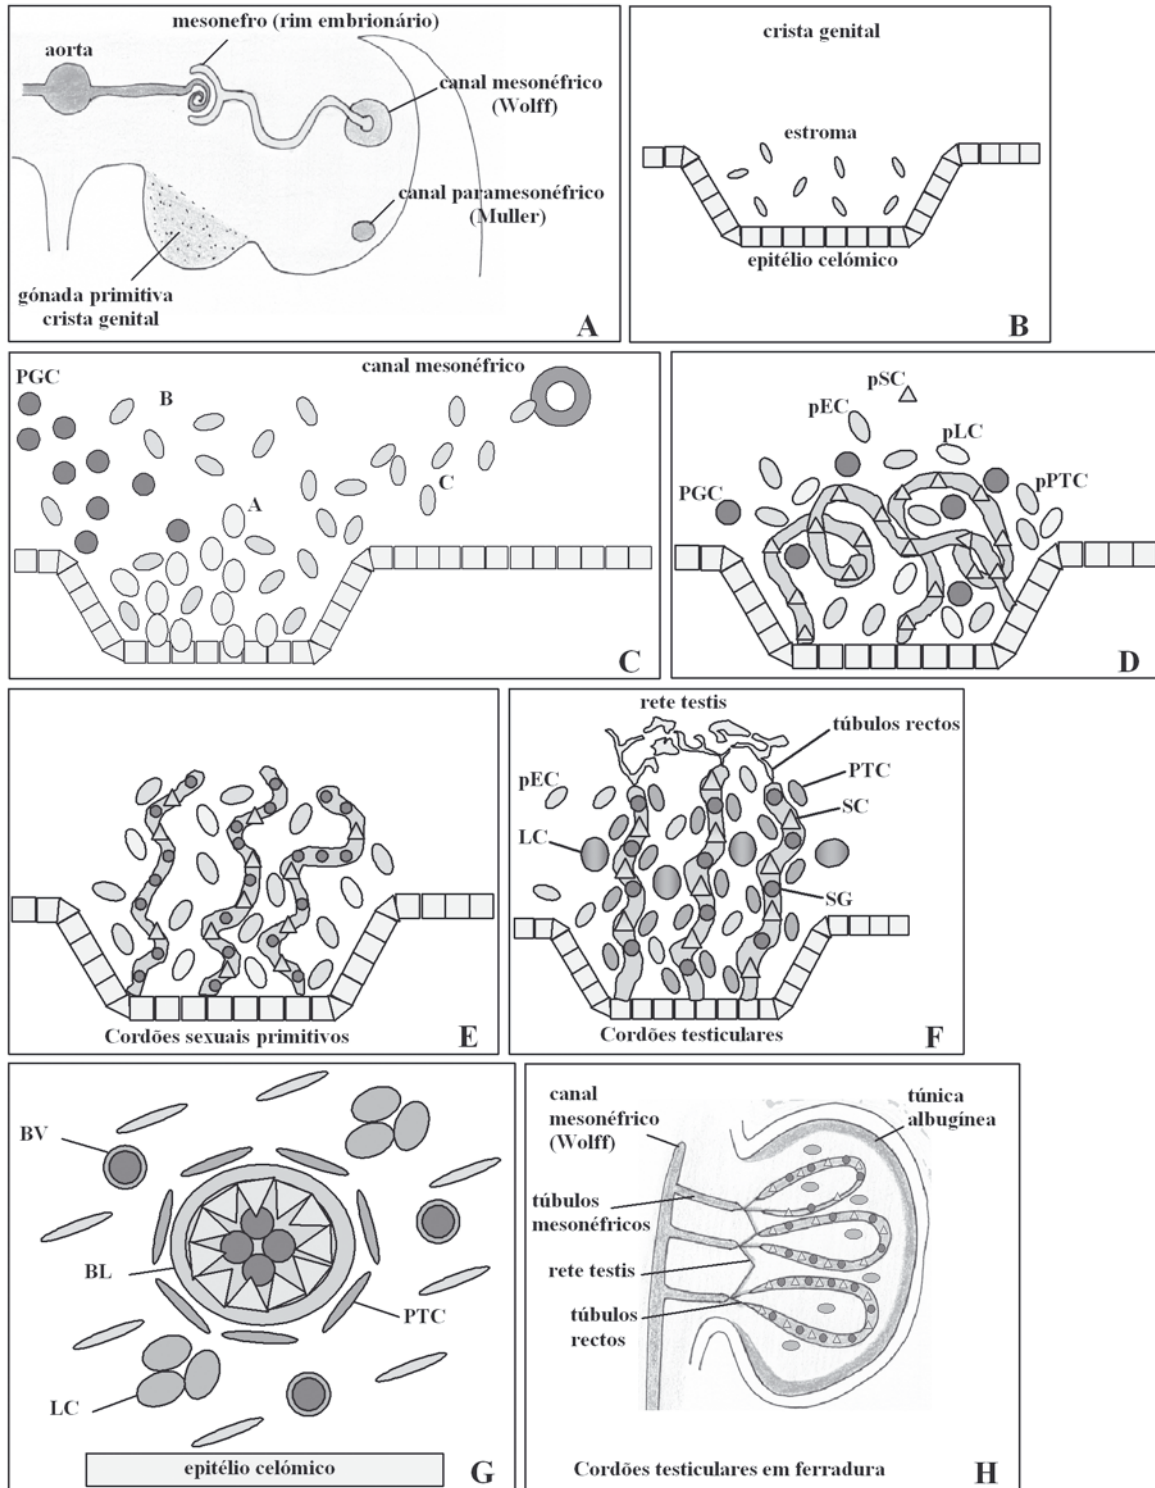 mesonefro (rim embrionário)
aorta
canal mesonéfrico
(Wolff)
canal paramesonéfrico
(Muller)
gónada primitiva
crista genital
A
crista genital
estroma
epitélio celómico
B
PGC
B
canal mesonéfrico
A
C
C
pSC
pEC
pLC
PGC
pPTC
D
Cordões sexuais primitivos
E
rete testis
túbulos rectos
pEC
PTC
SC
LC
SG
Cordões testiculares
F
BV
BL
PTC
LC
epitélio celómico
G
canal
mesonéfrico
(Wolff)
túnica
albugínea
túbulos
mesonéfricos
rete testis
túbulos
rectos
Cordões testiculares em ferradura
H